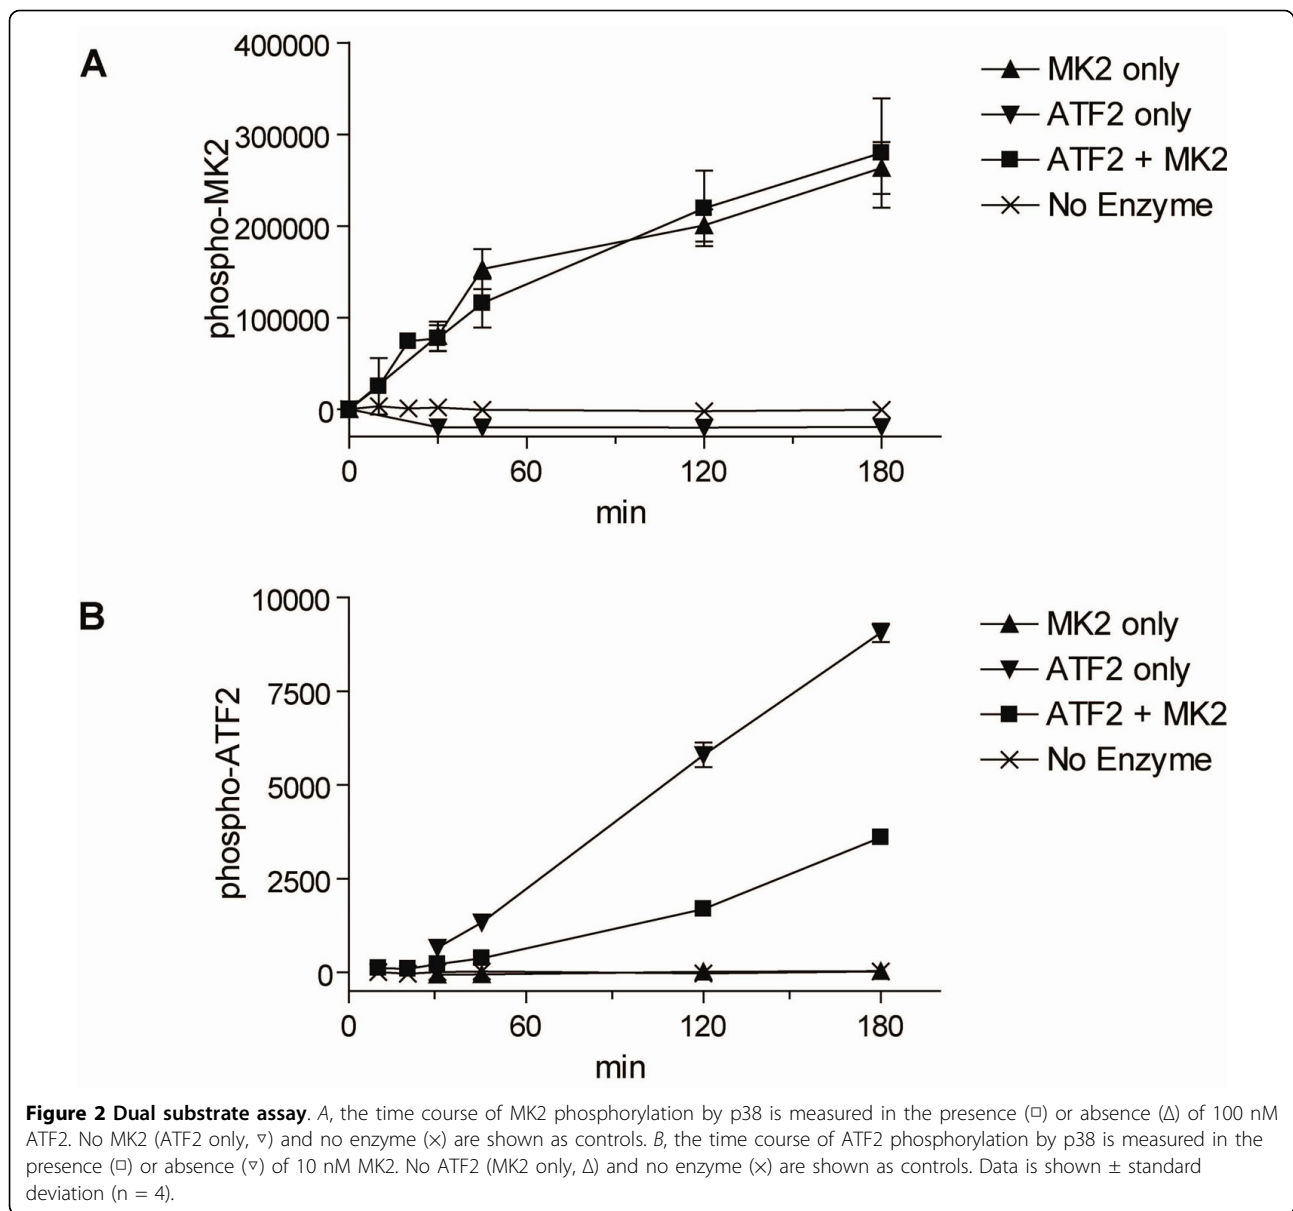 A
400000
300000
200000
100000
0
phospho-MK2
0 60 120 180
min
MK2 only
ATF2 only
ATF2 + MK2
No Enzyme
B
10000
7500
5000
2500
0
phospho-ATF2
0 60 120 180
min
MK2 only
ATF2 only
ATF2 + MK2
No Enzyme
Figure 2 Dual substrate assay. A, the time course of MK2 phosphorylation by p38 is measured in the presence (□) or absence (Δ) of 100 nM
ATF2. No MK2 (ATF2 only, ▿) and no enzyme (×) are shown as controls. B, the time course of ATF2 phosphorylation by p38 is measured in the
presence (□) or absence (▿) of 10 nM MK2. No ATF2 (MK2 only, Δ) and no enzyme (×) are shown as controls. Data is shown ± standard
deviation (n = 4).